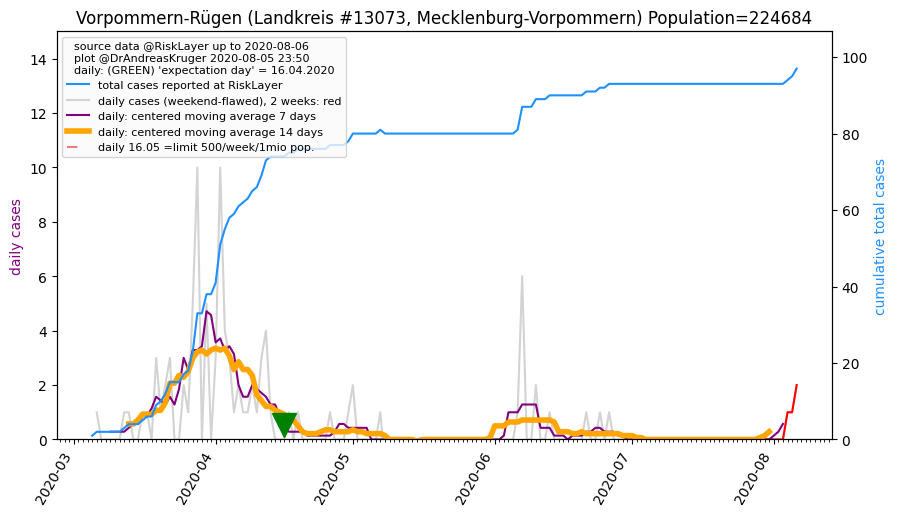 Vorpommern-Rügen (Landkreis #13073, Mecklenburg-Vorpommern) Population=224684
source data @RiskLayer up to 2020-08-06
plot @DrAndreasKruger 2020-08-05 23:50
daily: (GREEN) 'expectation day' = 16.04.2020
total cases reported at RiskLayer
daily cases (weekend-flawed), 2 weeks: red
daily: centered moving average 7 days
daily: centered moving average 14 days
daily 16.05 =limit 500/week/1mio pop.
daily cases
14
12
10
8
6
4
2
0
cumulative total cases
100
80
60
40
20
0
2020-03
2020-04
2020-05
2020-06
2020-07
2020-08